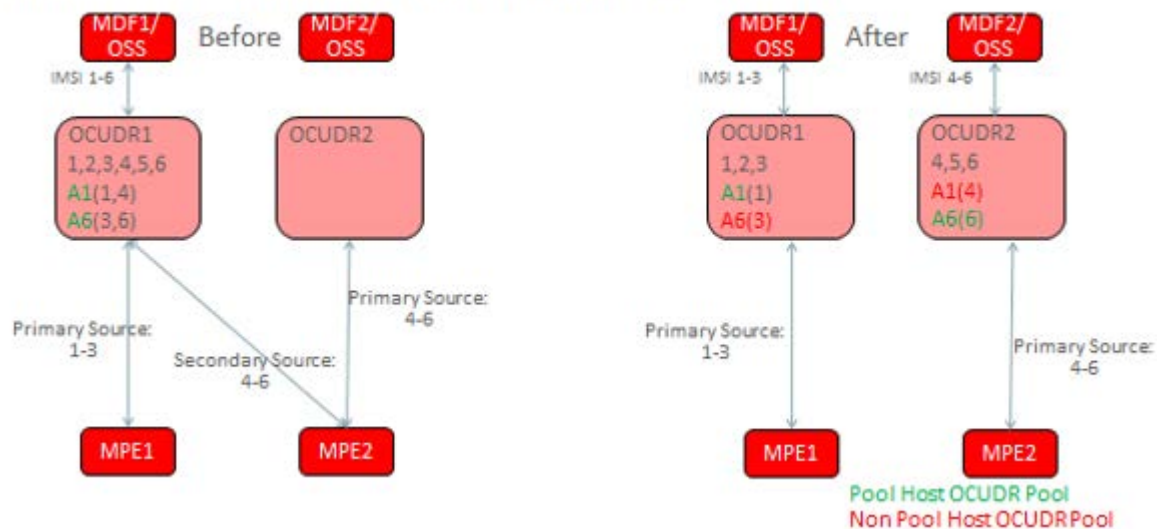 MDF1/
OSS
Before
MDF2/
OSS
IMSI 1-6
OCUDR1
1,2,3,4,5,6
A1(1,4)
A6(3,6)
OCUDR2
Primary Source:
1-3
Secondary Source:
4-6
Primary Source:
4-6
MPE1
MPE2
MDF1/
OSS
After
MDF2/
OSS
IMSI 1-3
IMSI 4-6
OCUDR1
1,2,3
A1(1)
A6(3)
OCUDR2
4,5,6
A1(4)
A6(6)
Primary Source:
1-3
Primary Source:
4-6
MPE1
MPE2
Pool Host OCUDR Pool
Non Pool Host OCUDR Pool